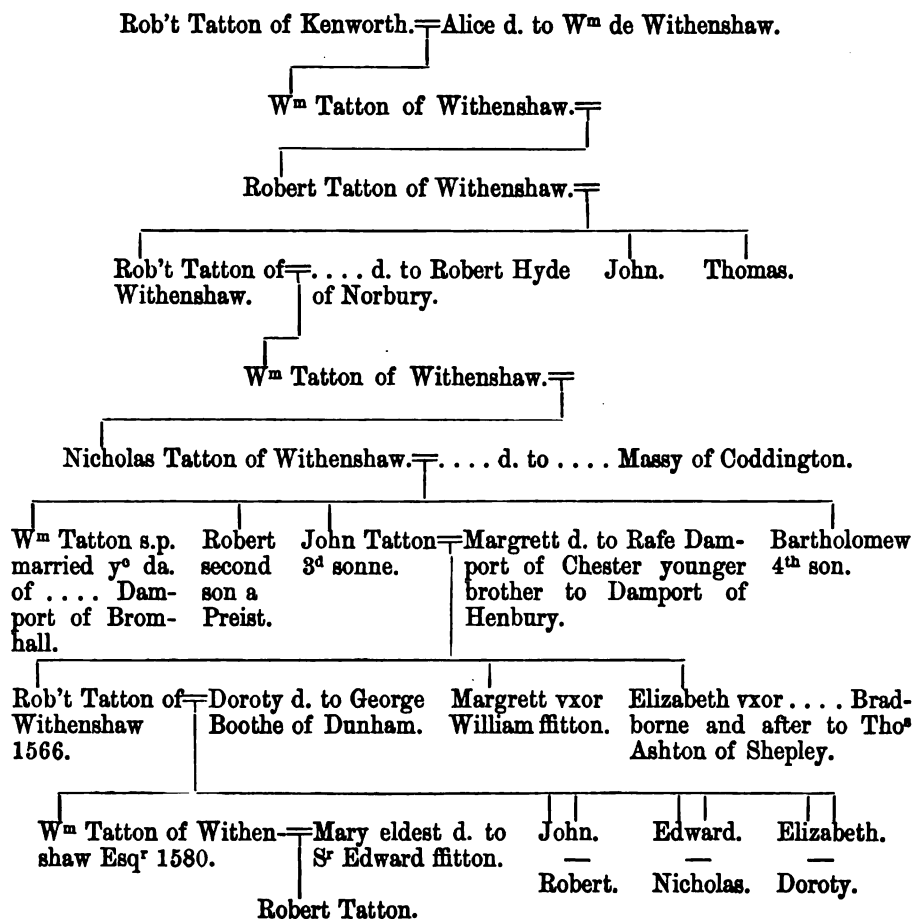 Rob't Tatton of Kenworth.╤Alice d. to Wᵐ de Withenshaw.
Wᵐ Tatton of Withenshaw.╤
Robert Tatton of Withenshaw.╤
Rob't Tatton of╤. . . . d. to Robert Hyde John. Thomas.
Withenshaw. of Norbury.
Wᵐ Tatton of Withenshaw.╤
Nicholas Tatton of Withenshaw.╤. . . . d. to . . . . Massy of Coddington.
Wᵐ Tatton s.p.
married yᵉ da.
of . . . . Dam-
port of Brom-
hall.
Robert
second
son a
Preist.
John Tatton╤
3ᵈ sonne.
Margrett d. to Rafe Dam-
port of Chester younger
brother to Damport of
Henbury.
Bartholomew
4ᵗʰ son.
Rob't Tatton of╤
Withenshaw
1566.
Doroty d. to George
Boothe of Dunham.
Margrett vxor
William ffitton.
Elizabeth vxor . . . . Brad-
borne and after to Thoˢ
Ashton of Shepley.
Wᵐ Tatton of Withen-╤
shaw Esqʳ 1580.
Mary eldest d. to
Sʳ Edward ffitton.
John.
—
Robert.
Edward.
—
Nicholas.
Elizabeth.
—
Doroty.
Robert Tatton.